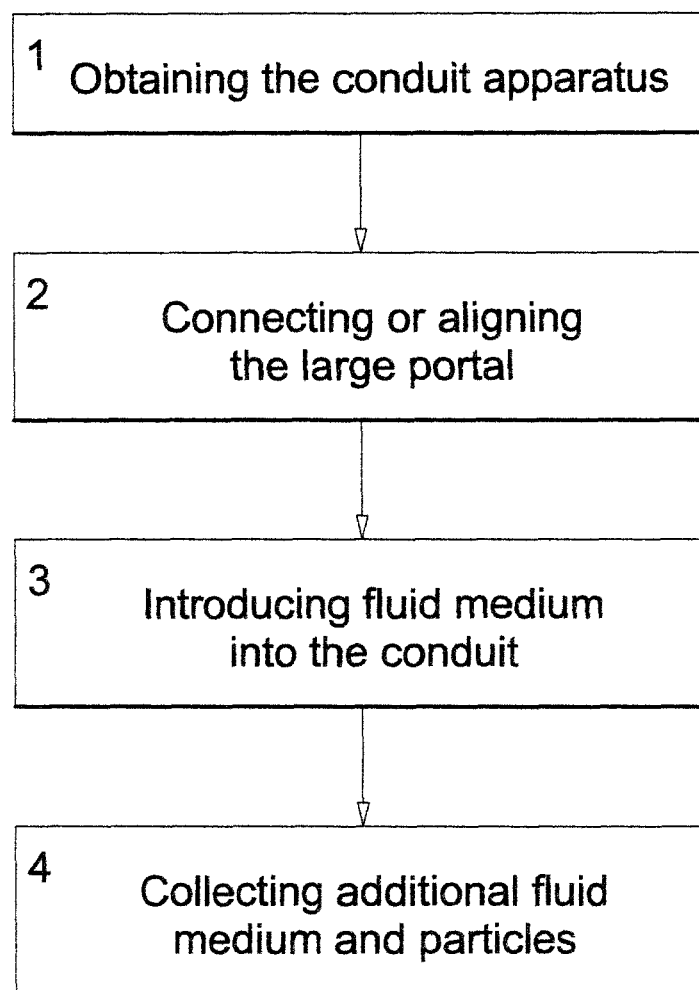 1
Obtaining the conduit apparatus
2
Connecting or aligning
the large portal
3
Introducing fluid medium
into the conduit
4
Collecting additional fluid
medium and particles